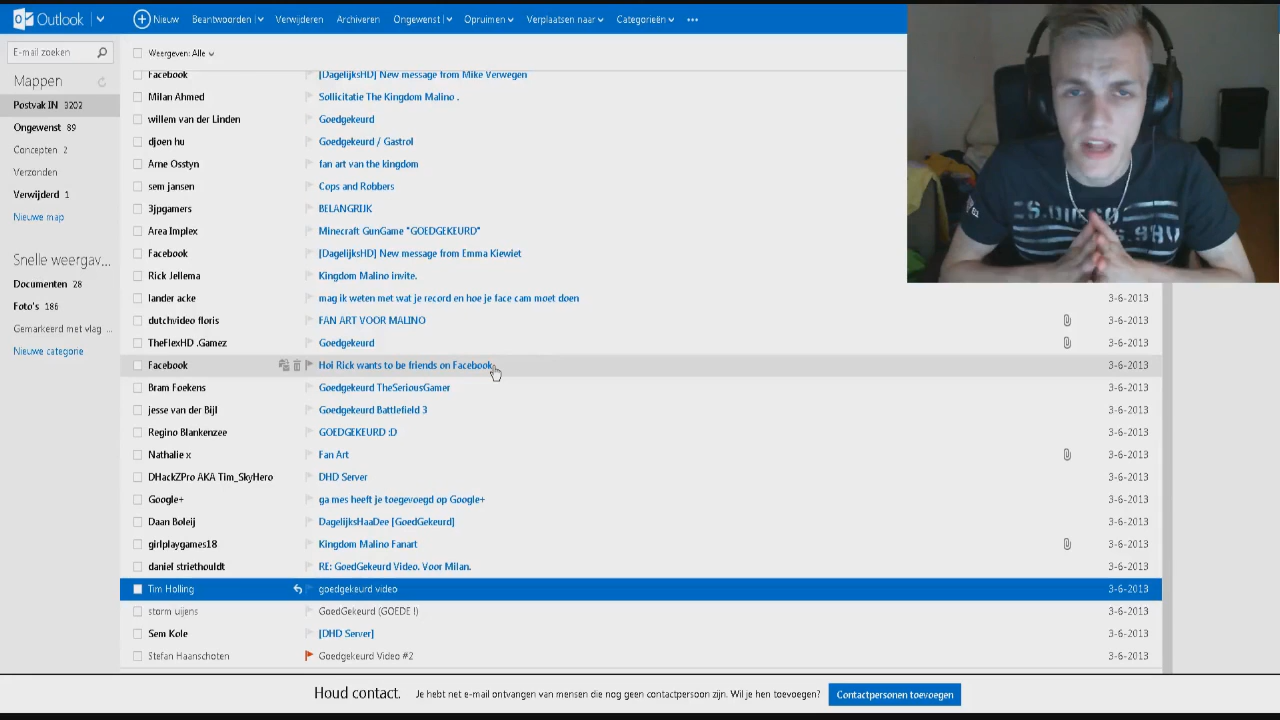 Outlook
Nieuw Beantwoorden Verwijderen Archiveren Ongewenst Opruimen Verplaatsen naar Categorieën ...
E-mail zoeken
Weergeven: Alle
Mappen
Postvak IN 3202
Ongewenst 89
Concepten 2
Verzonden
Verwijderd 1
Nieuwe map
Snelle weergav...
Documenten 28
Foto's 186
Gemarkeerd met vlag ...
Nieuwe categorie
Facebook [DagelijksHD] New message from Mike Verwegen
Milan Ahmed Sollicitatie The Kingdom Malino .
willem van der Linden Goedgekeurd
djoen hu Goedgekeurd / Gastrol
Arne Osstyn fan art van the kingdom
sem jansen Cops and Robbers
3jpgamers BELANGRIJK
Area Implex Minecraft GunGame "GOEDGEKEURD"
Facebook [DagelijksHD] New message from Emma Kiewiet
Rick Jellema Kingdom Malino invite.
lander acke mag ik weten met wat je record en hoe je face cam moet doen 3-6-2013
dutchvideo floris FAN ART VOOR MALINO 3-6-2013
TheFlexHD .Gamez Goedgekeurd 3-6-2013
Facebook Hoi Rick wants to be friends on Facebook 3-6-2013
Bram Foekens Goedgekeurd TheSeriousGamer 3-6-2013
jesse van der Bijl Goedgekeurd Battlefield 3 3-6-2013
Regino Blankenzee GOEDGEKEURD :D 3-6-2013
Nathalie x Fan Art 3-6-2013
DHackZPro AKA Tim_SkyHero DHD Server 3-6-2013
Google+ ga mes heeft je toegevoegd op Google+ 3-6-2013
Daan Boleij DagelijksHaaDee [GoedGekeurd] 3-6-2013
girlplaygames18 Kingdom Malino Fanart 3-6-2013
daniel striethouldt RE: GoedGekeurd Video. Voor Milan. 3-6-2013
Tim Holling goedgekeurd video 3-6-2013
storm uijens GoedGekeurd (GOEDE !) 3-6-2013
Sem Kole [DHD Server] 3-6-2013
Stefan Haanschoten Goedgekeurd Video #2 3-6-2013
Houd contact. Je hebt net e-mail ontvangen van mensen die nog geen contactpersoon zijn. Wil je hen toevoegen? Contactpersonen toevoegen